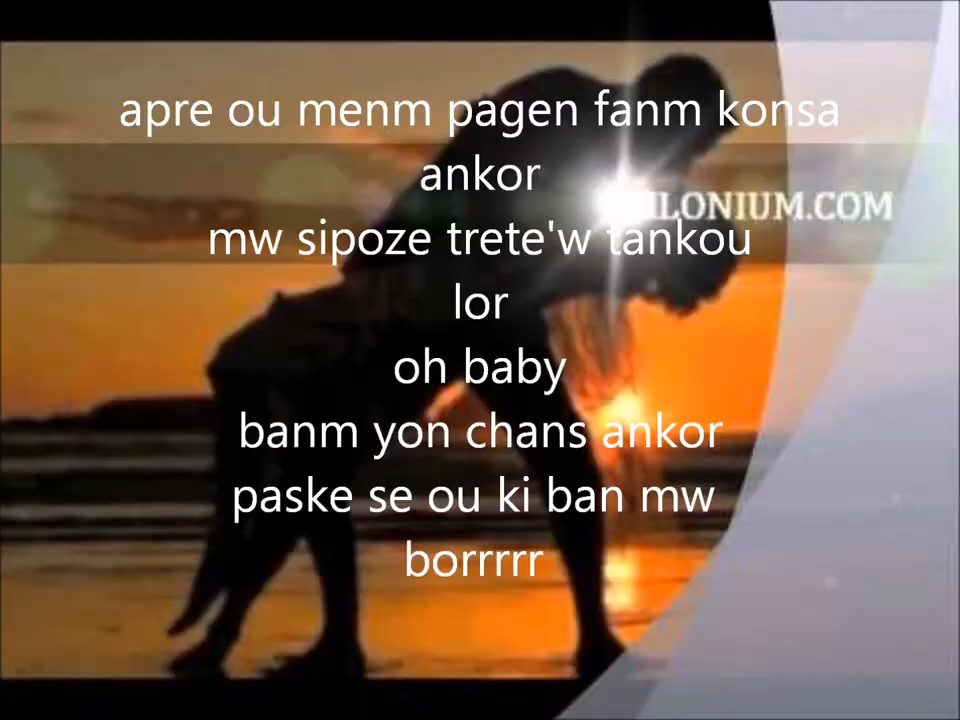 apre ou menm pagen fanm konsa
ankor
LONIUM.COM
mw sipoze trete'w tankou
lor
oh baby
banm yon chans ankor
paske se ou ki ban mw
borrrrr